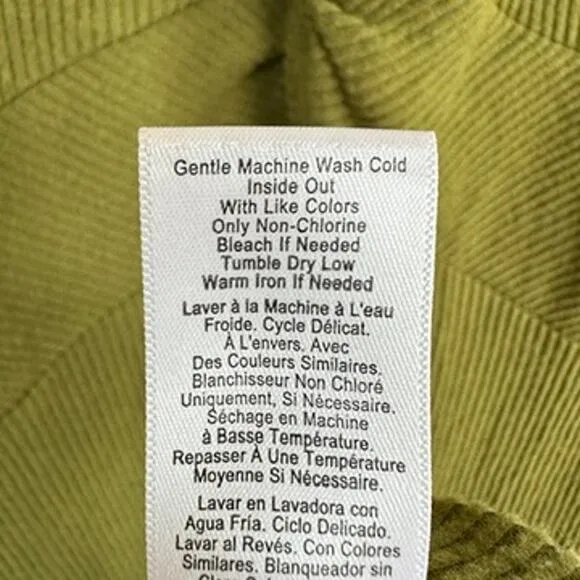 Gentle Machine Wash Cold
Inside Out
With Like Colors
Only Non-Chlorine
Bleach If Needed
Tumble Dry Low
Warm Iron If Needed
Laver à la Machine à L'eau
Froide. Cycle Délicat.
À L'envers. Avec
Des Couleurs Similaires.
Blanchisseur Non Chloré
Uniquement, Si Nécessaire.
Séchage en Machine
à Basse Température.
Repasser À Une Température
Moyenne Si Nécessaire.
Lavar en Lavadora con
Agua Fría. Ciclo Delicado.
Lavar al Revés. Con Colores
Similares. Blanqueador sin